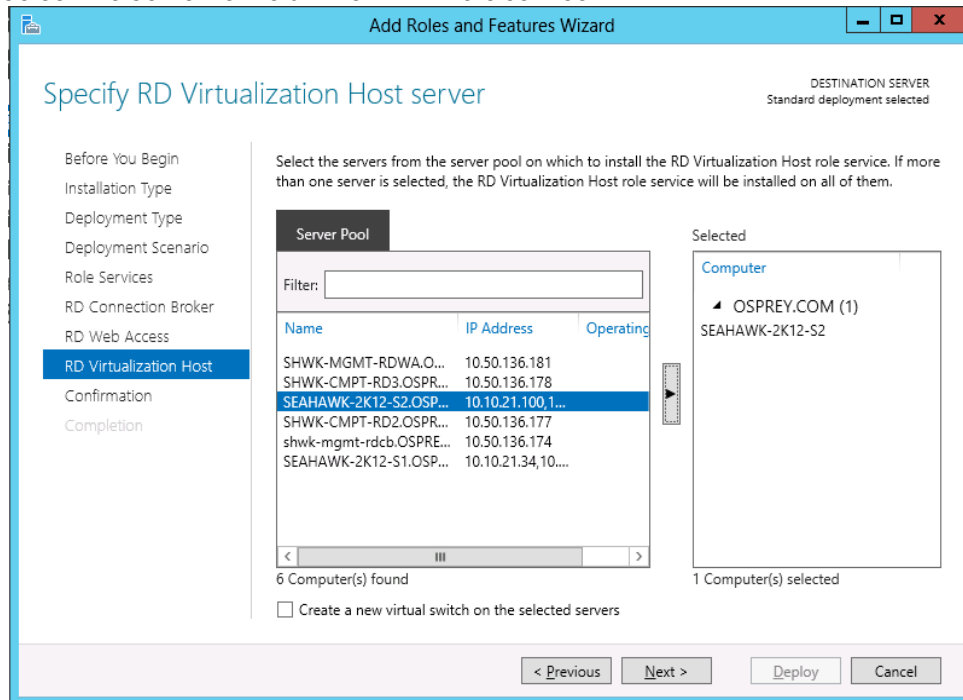 Add Roles and Features Wizard
Specify RD Virtualization Host server
DESTINATION SERVER
Standard deployment selected
Before You Begin
Installation Type
Deployment Type
Deployment Scenario
Role Services
RD Connection Broker
RD Web Access
RD Virtualization Host
Confirmation
Completion
Select the servers from the server pool on which to install the RD Virtualization Host role service. If more
than one server is selected, the RD Virtualization Host role service will be installed on all of them.
Server Pool
Filter:
Name IP Address Operating
SHWK-MGMT-RDWA.O... 10.50.136.181
SHWK-CMPT-RD3.OSPR... 10.50.136.178
SEAHAWK-2K12-S2.OSP... 10.10.21.100,1...
SHWK-CMPT-RD2.OSPR... 10.50.136.177
shwk-mgmt-rdcb.OSPRE... 10.50.136.174
SEAHAWK-2K12-S1.OSP... 10.10.21.34,10....
6 Computer(s) found
Create a new virtual switch on the selected servers
Selected
Computer
OSPREY.COM (1)
SEAHAWK-2K12-S2
1 Computer(s) selected
< Previous
Next >
Deploy
Cancel